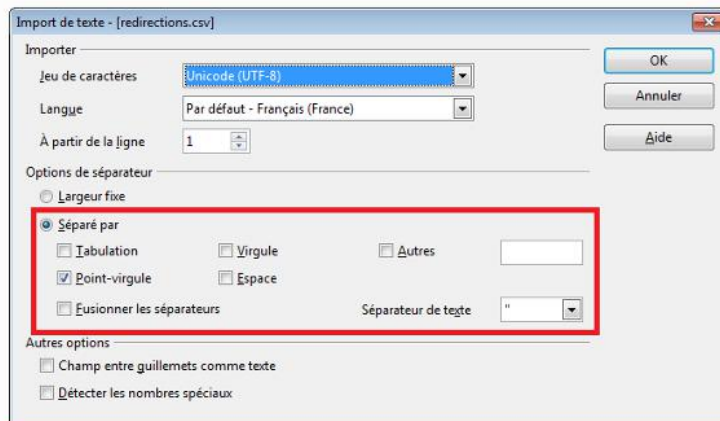 Import de texte - [redirections.csv]
Importer
OK
Jeu de caractères Unicode (UTF-8)
Annuler
Langue Par défaut - Français (France)
À partir de la ligne 1
Aide
Options de séparateur
Largeur fixe
Séparé par
Tabulation Virgule Autres
Point-virgule Espace
Fusionner les séparateurs Séparateur de texte "
Autres options
Champ entre guillemets comme texte
Détecter les nombres spéciaux